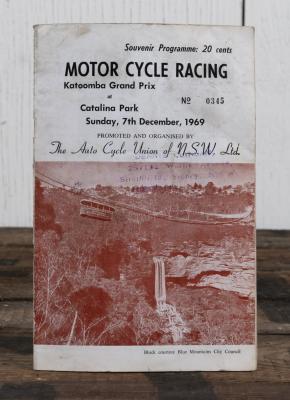 Souvenir Programme: 20 cents
MOTOR CYCLE RACING
Katoomba Grand Prix
at
Catalina Park
Nº 0345
Sunday, 7th December, 1969
PROMOTED AND ORGANISED BY
The Auto Cycle Union of N.S.W. Ltd.
Block courtesy Blue Mountains City Council